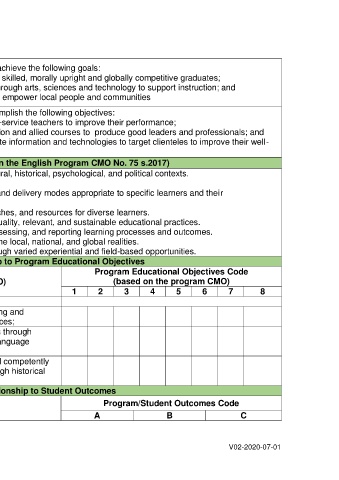 achieve the following goals:
skilled, morally upright and globally competitive graduates;
rough arts, sciences and technology to support instruction; and
empower local people and communities
mplish the following objectives:
-service teachers to improve their performance;
ion and allied courses to produce good leaders and professionals; and
te information and technologies to target clienteles to improve their well-
n the English Program CMO No. 75 s.2017)
ral, historical, psychological, and political contexts.
and delivery modes appropriate to specific learners and their
hes, and resources for diverse learners.
uality, relevant, and sustainable educational practices.
sessing, and reporting learning processes and outcomes.
he local, national, and global realities.
ugh varied experiential and field-based opportunities.
p to Program Educational Objectives
Program Educational Objectives Code
O) (based on the program CMO)
1 2 3 4 5 6 7 8
ng and
ces;
s through
anguage
d competently
gh historical
ionship to Student Outcomes
Program/Student Outcomes Code
A B C
V02-2020-07-01